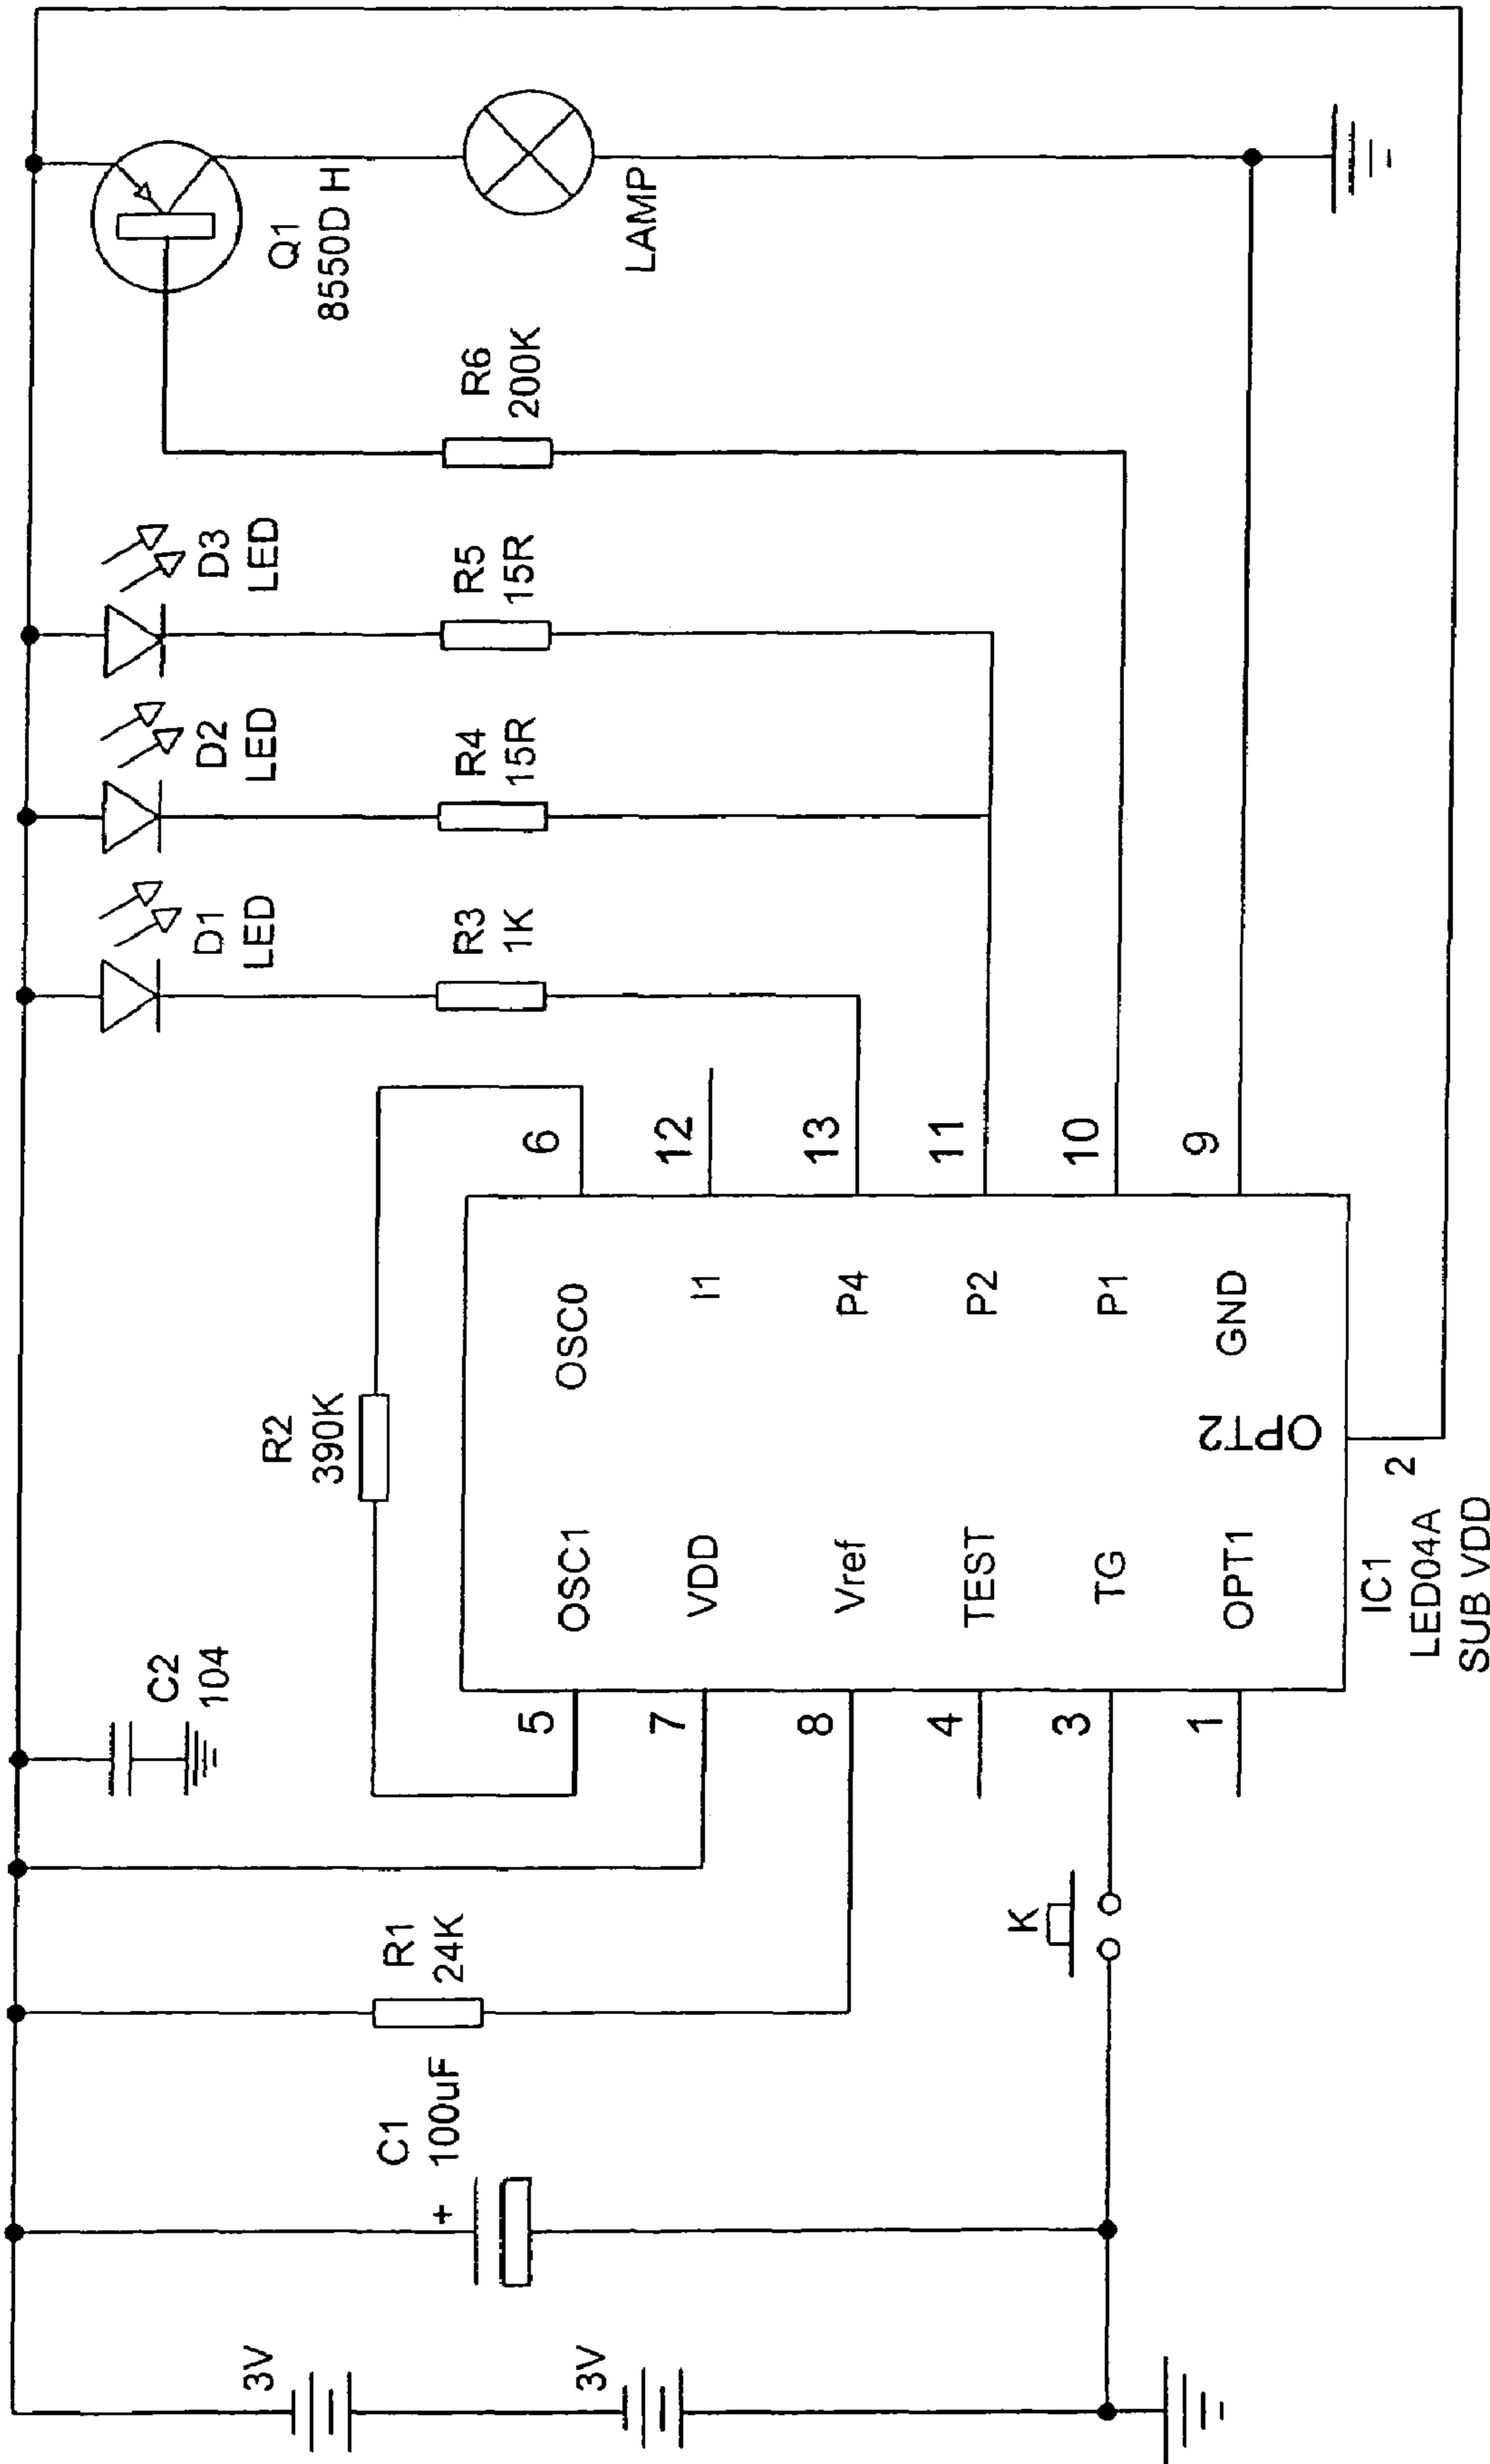 3V
3V
C1
100uF
+
R1
24K
C2
104
R2
390K
K
5
7
8
4
3
1
OSC1
VDD
Vref
TEST
TG
OPT1
OPT2
OSC0
I1
P4
P2
P1
GND
6
12
13
11
10
9
2
IC1
LED04A
SUB VDD
D1
LED
D2
LED
D3
LED
R3
1K
R4
15R
R5
15R
R6
200K
Q1
8550D H
LAMP